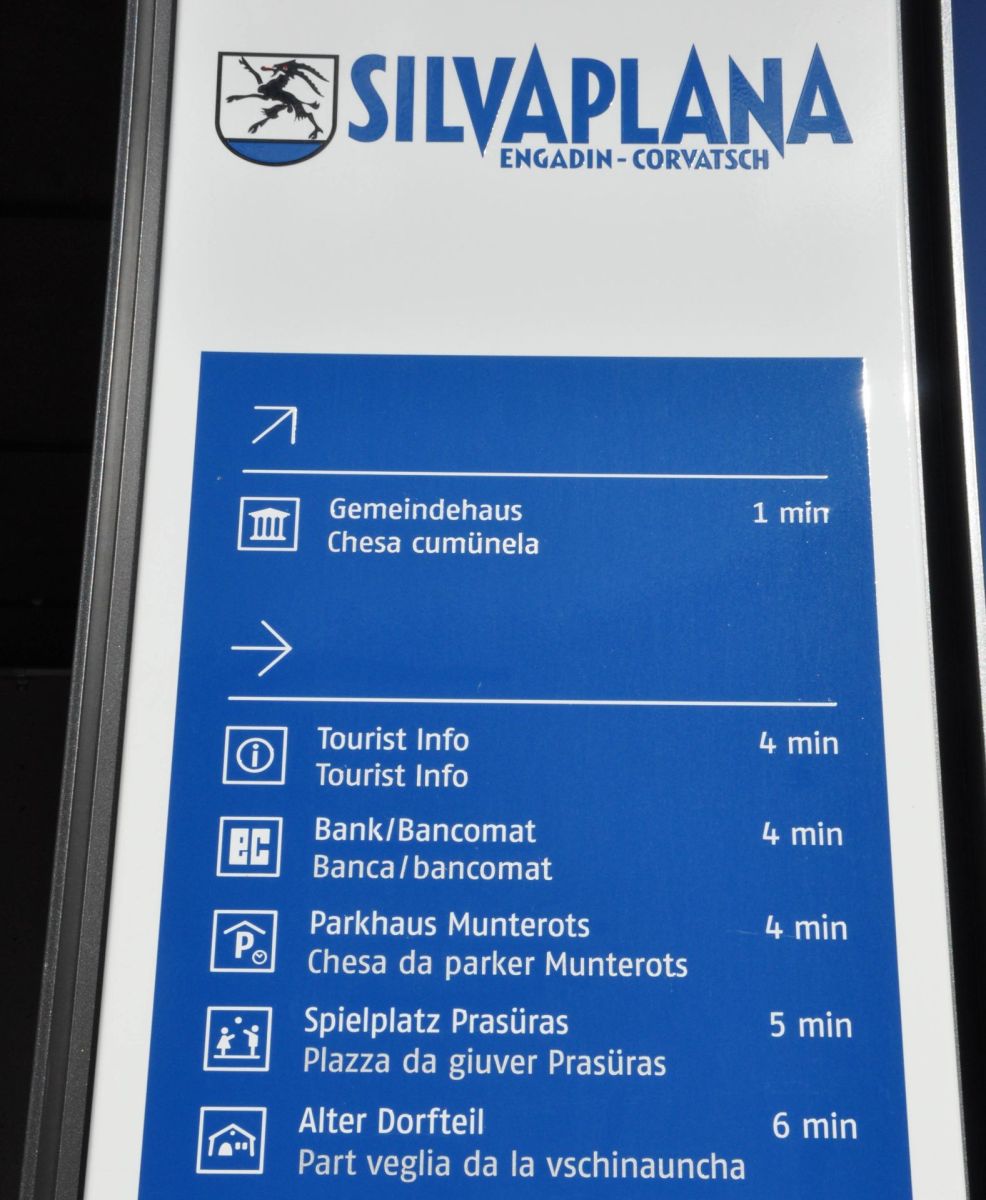 SILVAPLANA
ENGADIN-CORVATSCH
Gemeindehaus 1 min
Chesa cumünela
Tourist Info 4 min
Tourist Info
ec Bank/Bancomat 4 min
Banca/bancomat
P Parkhaus Munterots 4 min
Chesa da parker Munterots
Spielplatz Prasüras 5 min
Plazza da giuver Prasüras
Alter Dorfteil 6 min
Part veglia da la vschinauncha